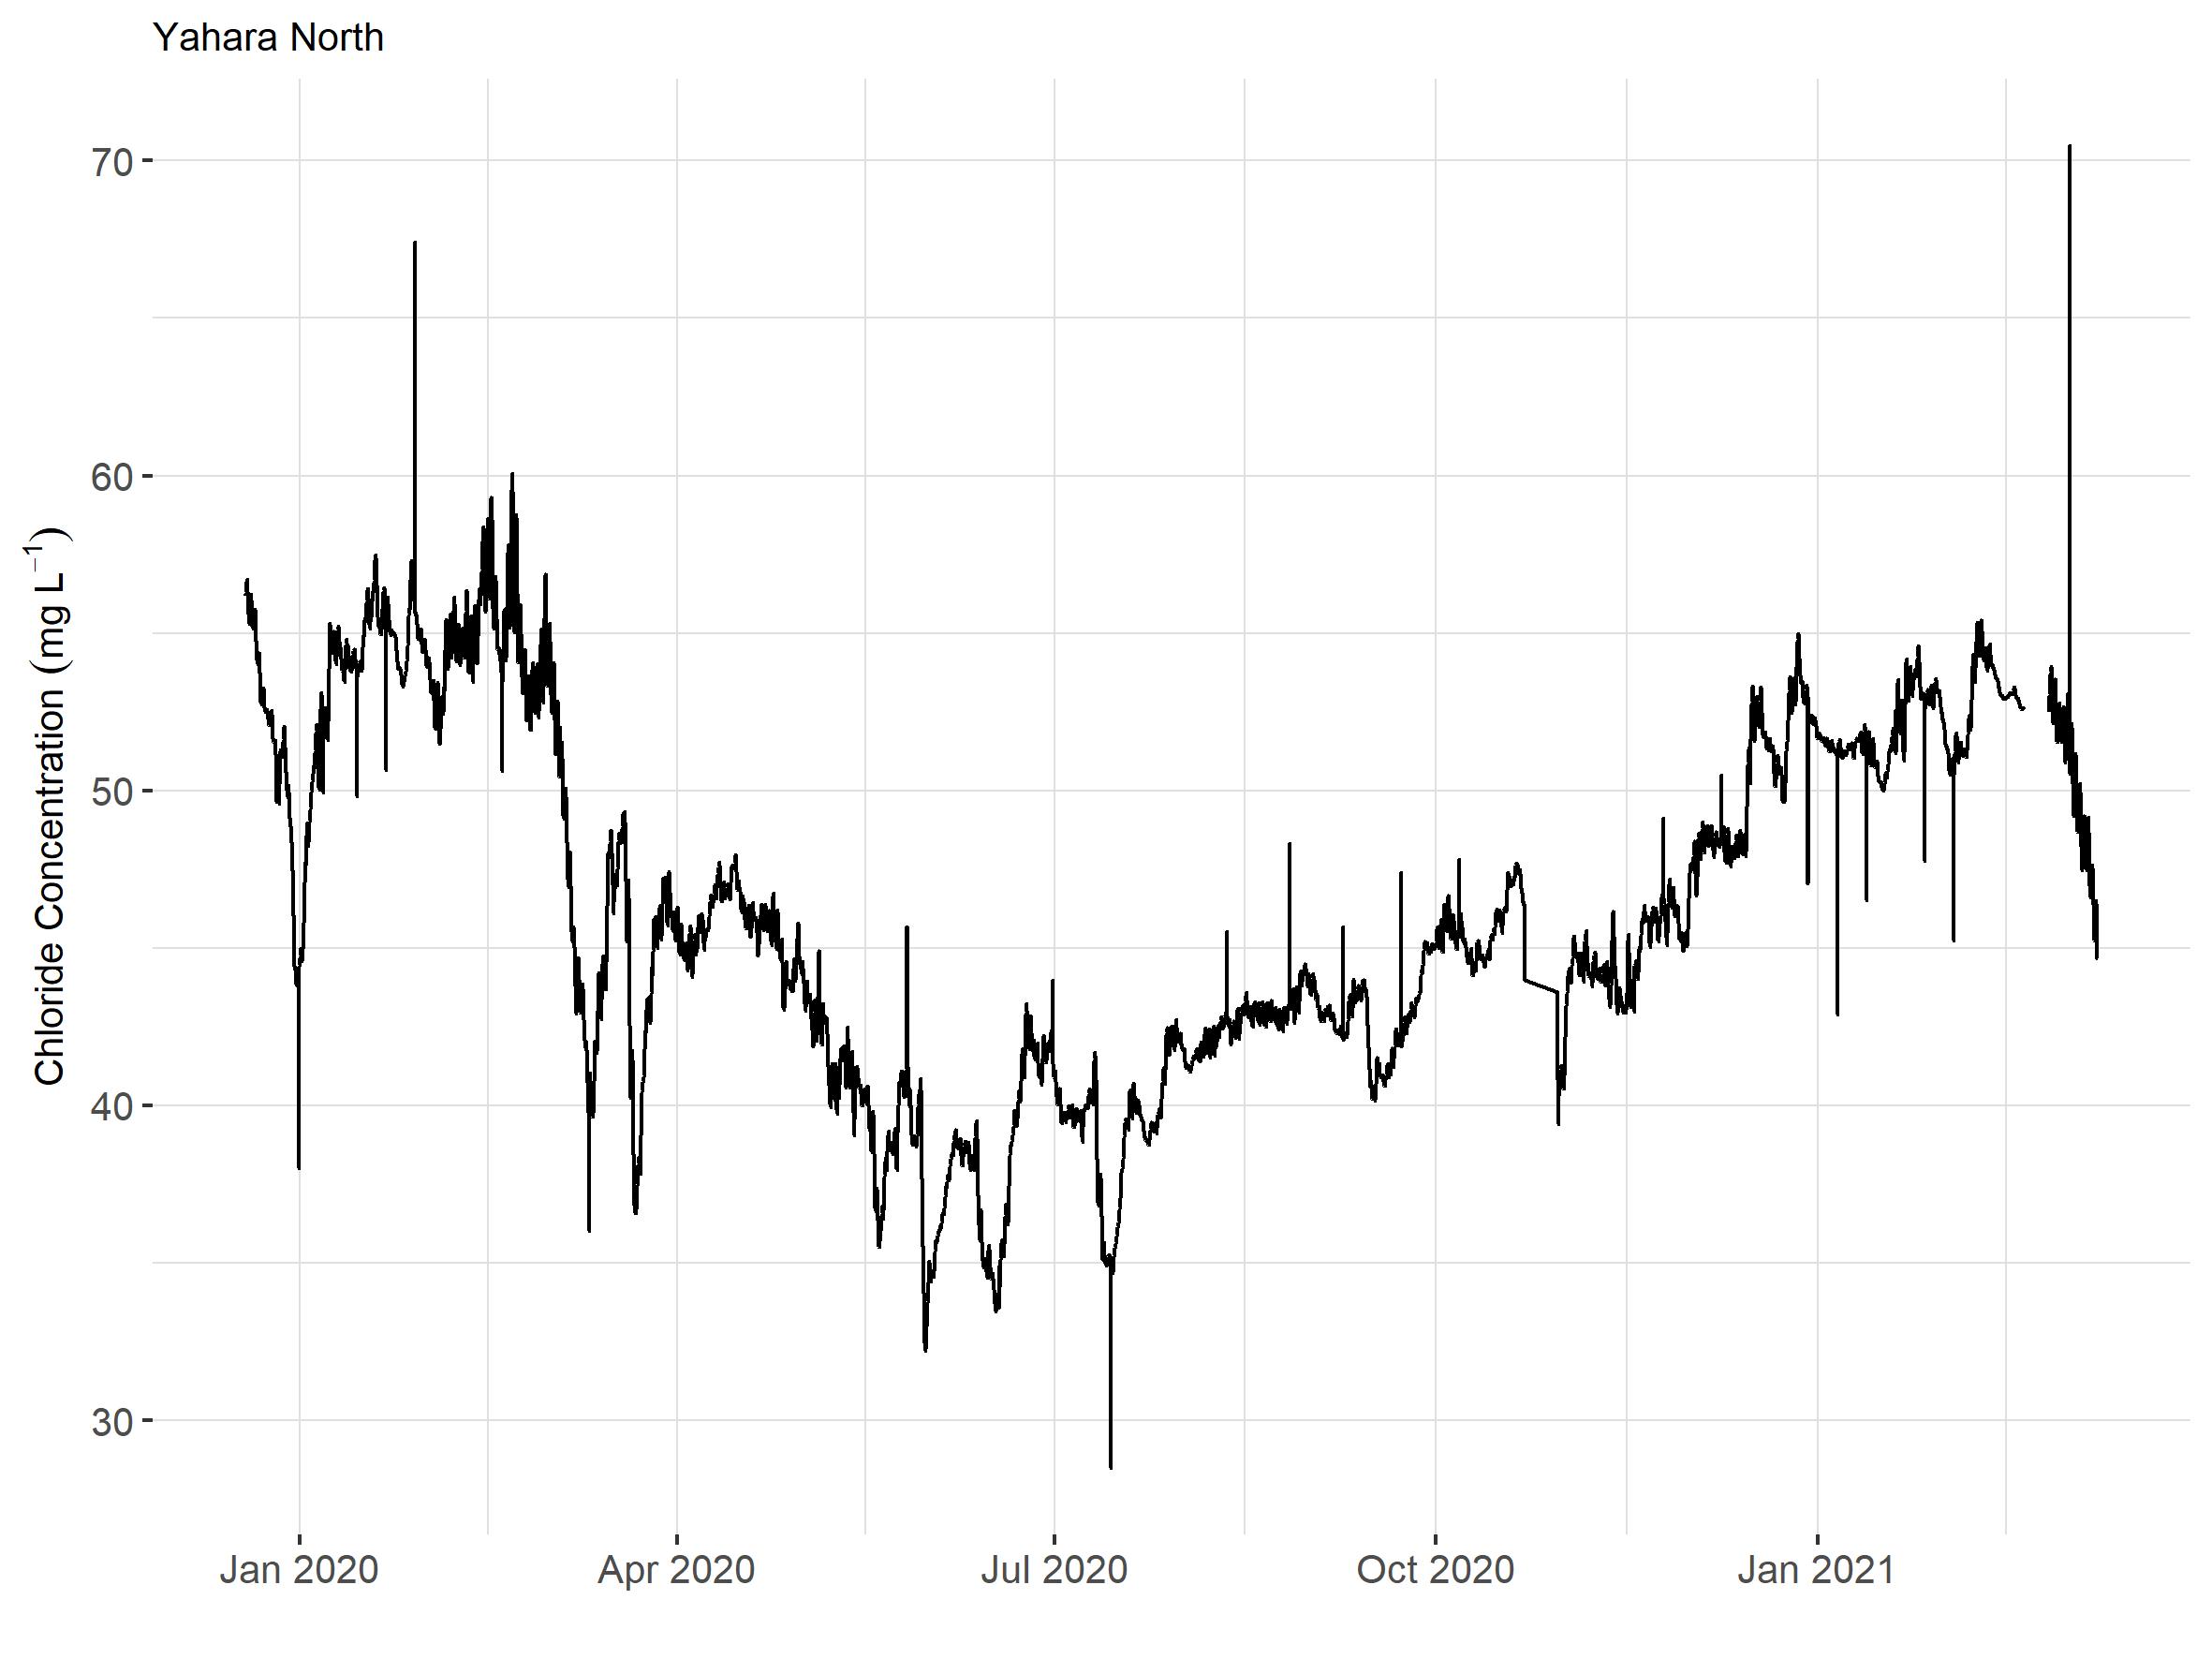 Yahara North
Chloride Concentration (mg L⁻¹)
70
60
50
40
30
Jan 2020
Apr 2020
Jul 2020
Oct 2020
Jan 2021